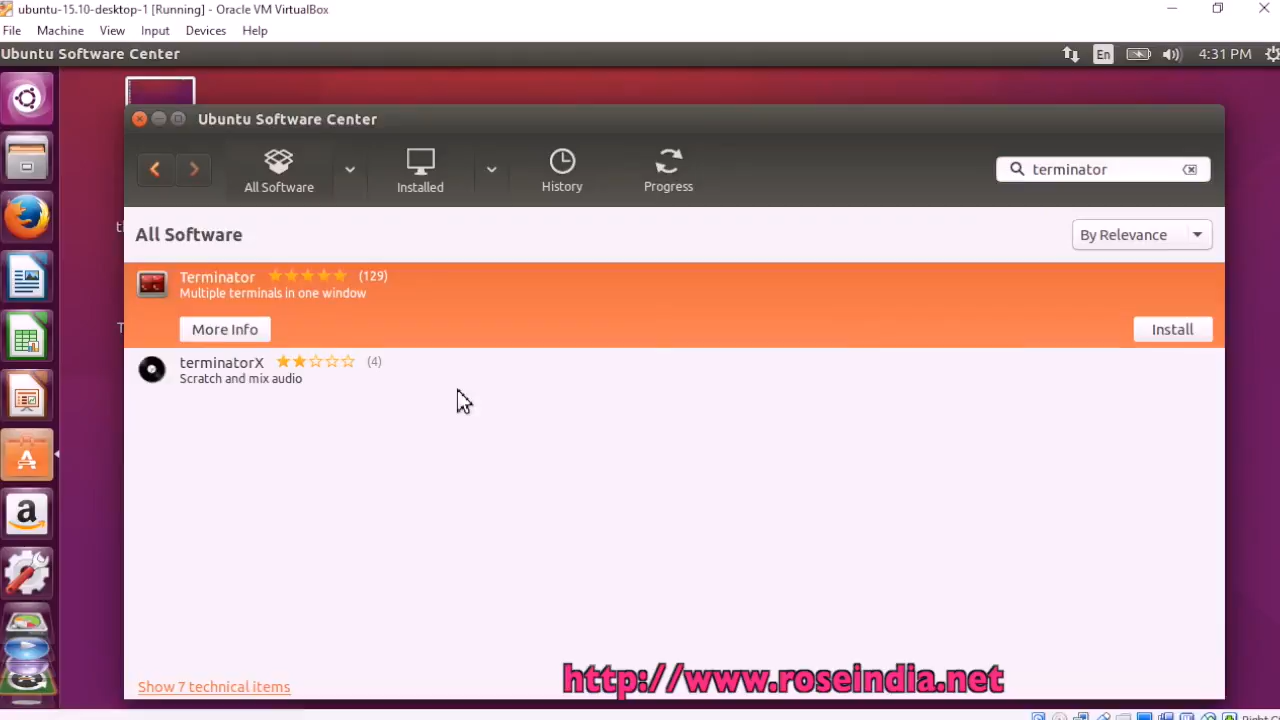 ubuntu-15.10-desktop-1 [Running] - Oracle VM VirtualBox
File Machine View Input Devices Help
Ubuntu Software Center
En
4:31 PM
Ubuntu Software Center
All Software
Installed
History
Progress
terminator
All Software
By Relevance
Terminator (129)
Multiple terminals in one window
More Info
Install
terminatorX (4)
Scratch and mix audio
Show 7 technical items
http://www.roseindia.net